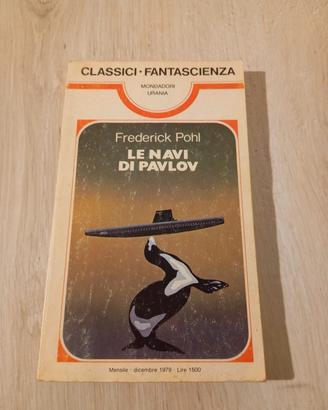 CLASSICI • FANTASCIENZA
MONDADORI
URANIA
Frederick Pohl
LE NAVI
DI PAVLOV
Mensile • dicembre 1979 • Lire 1500